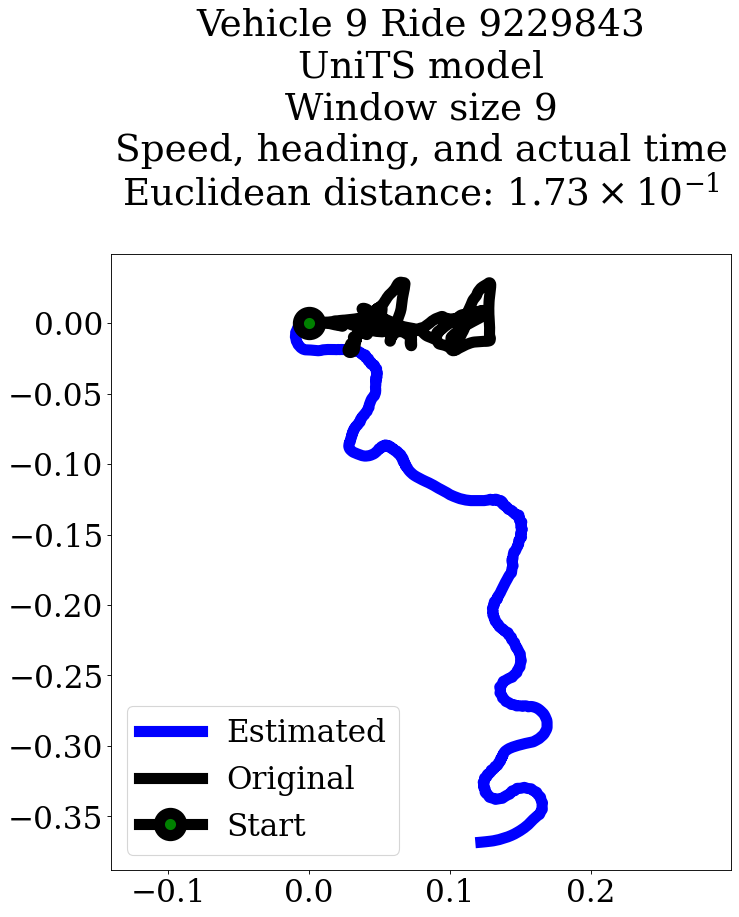 Vehicle 9 Ride 9229843
UniTS model
Window size 9
Speed, heading, and actual time
Euclidean distance: 1.73 × 10⁻¹
0.00
−0.05
−0.10
−0.15
−0.20
−0.25
−0.30
−0.35
Estimated
Original
Start
−0.1 0.0 0.1 0.2